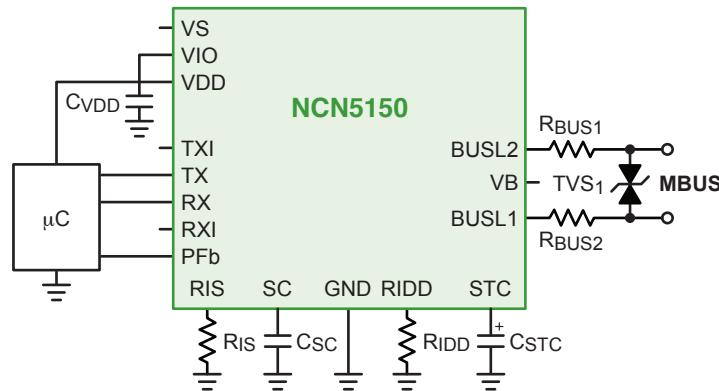 VS
VIO
VDD
CVDD
NCN5150
RBUS1
TXI
BUSL2
TX
VB
TVS1
MBUS
μC
RX
BUSL1
RXI
RBUS2
PFb
RIS
SC
GND
RIDD
STC
RIS
CSC
RIDD
+
CSTC